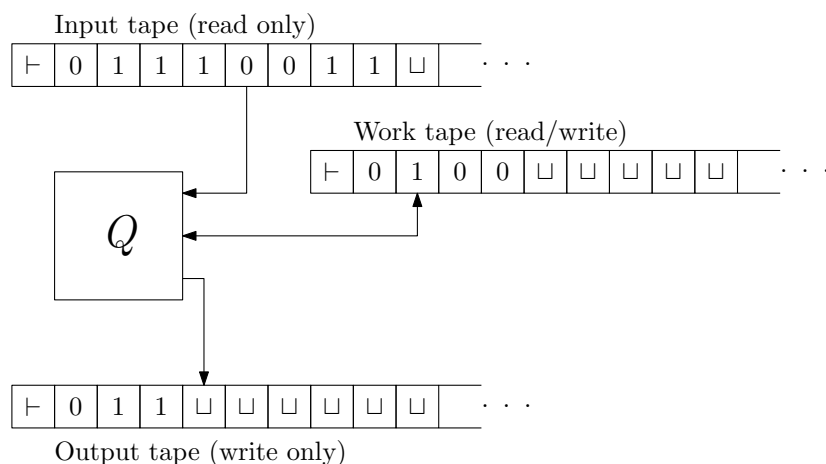 Input tape (read only)
⊢ 0 1 1 1 0 0 1 1 ⊔ · · ·
Work tape (read/write)
⊢ 0 1 0 0 ⊔ ⊔ ⊔ ⊔ ⊔ · · ·
Q
⊢ 0 1 1 ⊔ ⊔ ⊔ ⊔ ⊔ ⊔ · · ·
Output tape (write only)